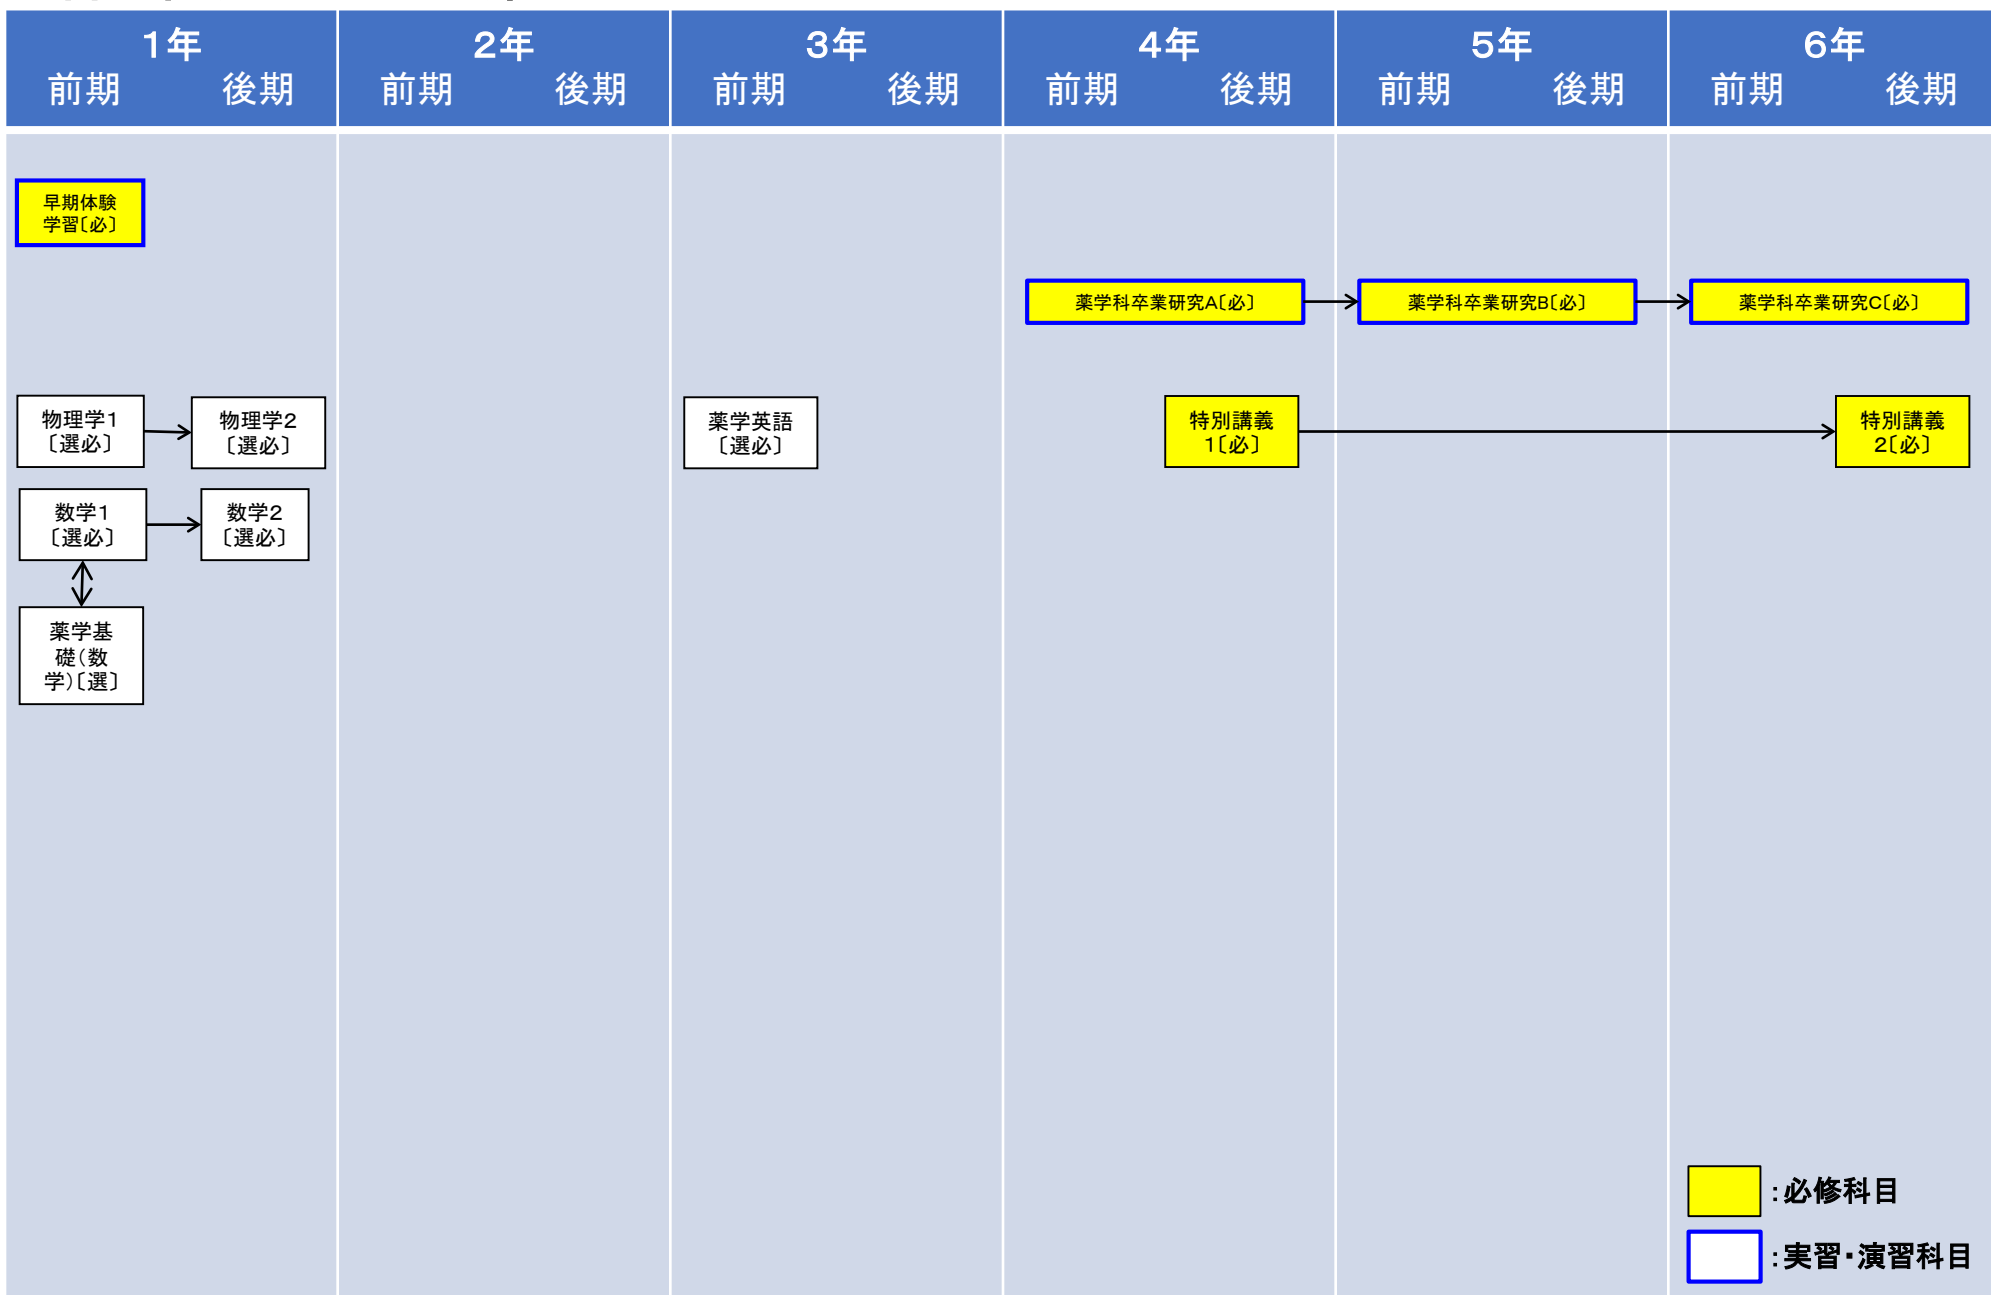 1年 2年 3年 4年 5年 6年
前期 後期 前期 後期 前期 後期 前期 後期 前期 後期 前期 後期
早期体験
学習〔必〕
薬学科卒業研究A〔必〕 薬学科卒業研究B〔必〕 薬学科卒業研究C〔必〕
物理学1
〔選必〕
物理学2
〔選必〕
薬学英語
〔選必〕
特別講義
1〔必〕
特別講義
2〔必〕
数学1
〔選必〕
数学2
〔選必〕
薬学基
礎(数
学)〔選〕
:必修科目
:実習・演習科目